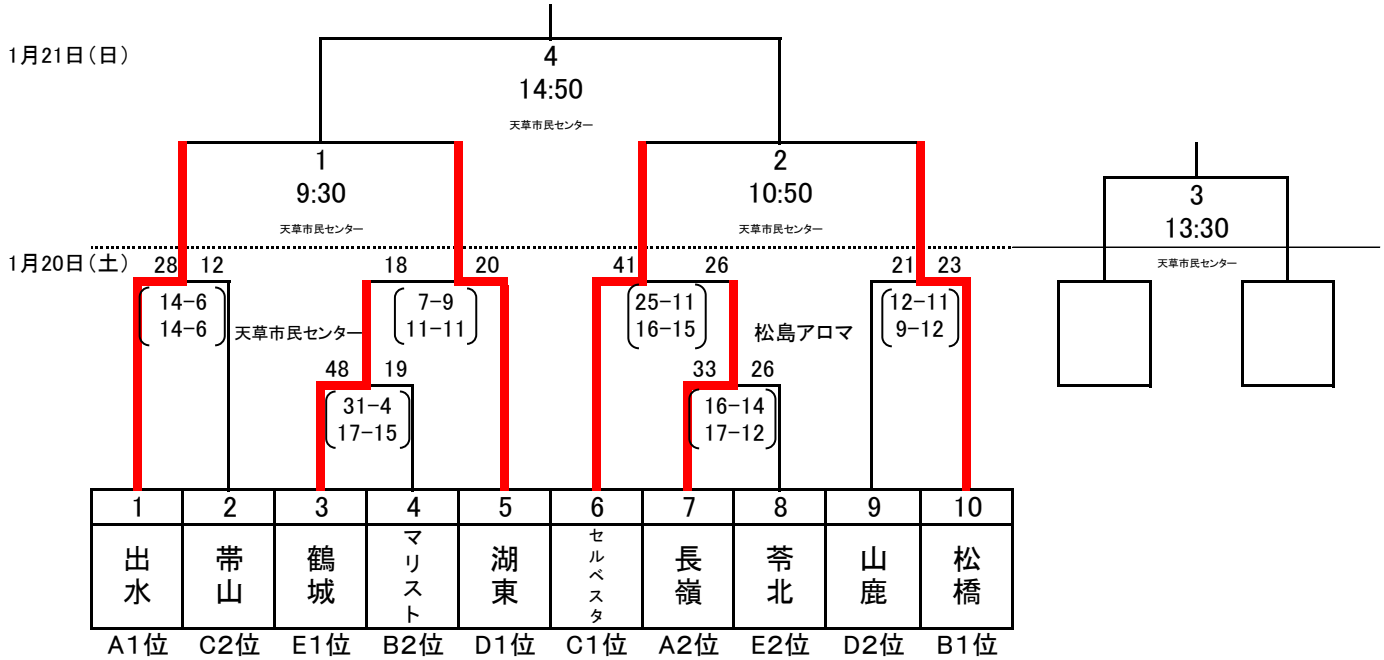 1月21日(日)
4
14:50
天草市民センター
1
9:30
天草市民センター
2
10:50
天草市民センター
3
13:30
天草市民センター
1月20日(土)
28 12
14-6
14-6
天草市民センター
18 20
7-9
11-11
41 26
25-11
16-15
松島アロマ
21 23
12-11
9-12
48 19
31-4
17-15
33 26
16-14
17-12
1 2 3 4 5 6 7 8 9 10
出水 帯山 鶴城 マリスト 湖東 セルベスタ 長嶺 苓北 山鹿 松橋
A1位 C2位 E1位 B2位 D1位 C1位 A2位 E2位 D2位 B1位